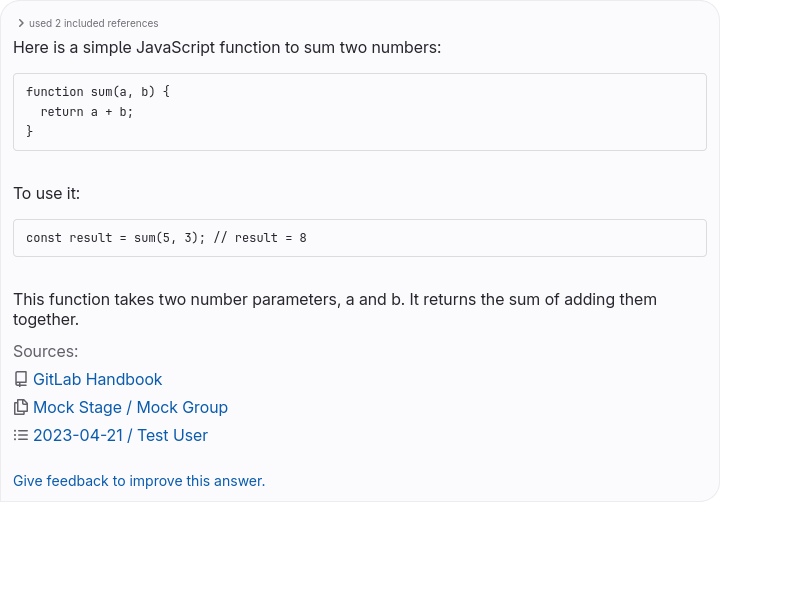 used 2 included references
Here is a simple JavaScript function to sum two numbers:
function sum(a, b) {
  return a + b;
}
To use it:
const result = sum(5, 3); // result = 8
This function takes two number parameters, a and b. It returns the sum of adding them
together.
Sources:
GitLab Handbook
Mock Stage / Mock Group
2023-04-21 / Test User
Give feedback to improve this answer.